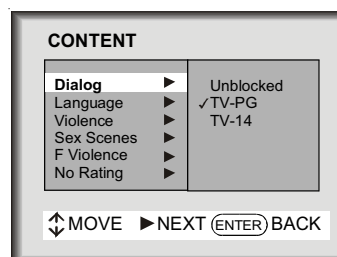 CONTENT
Dialog ▶ Unblocked
Language ▶ ✓TV-PG
Violence ▶ TV-14
Sex Scenes ▶
F Violence ▶
No Rating ▶
MOVE ▶NEXT ENTER BACK